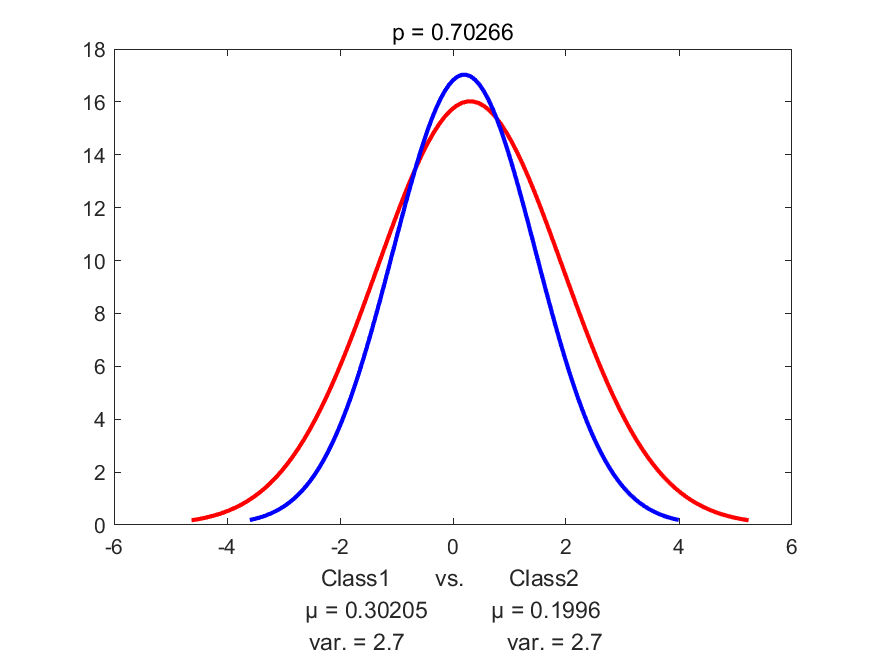 p = 0.70266
18
16
14
12
10
8
6
4
2
0
-6 -4 -2 0 2 4 6
Class1 vs. Class2
μ = 0.30205 μ = 0.1996
var. = 2.7 var. = 2.7